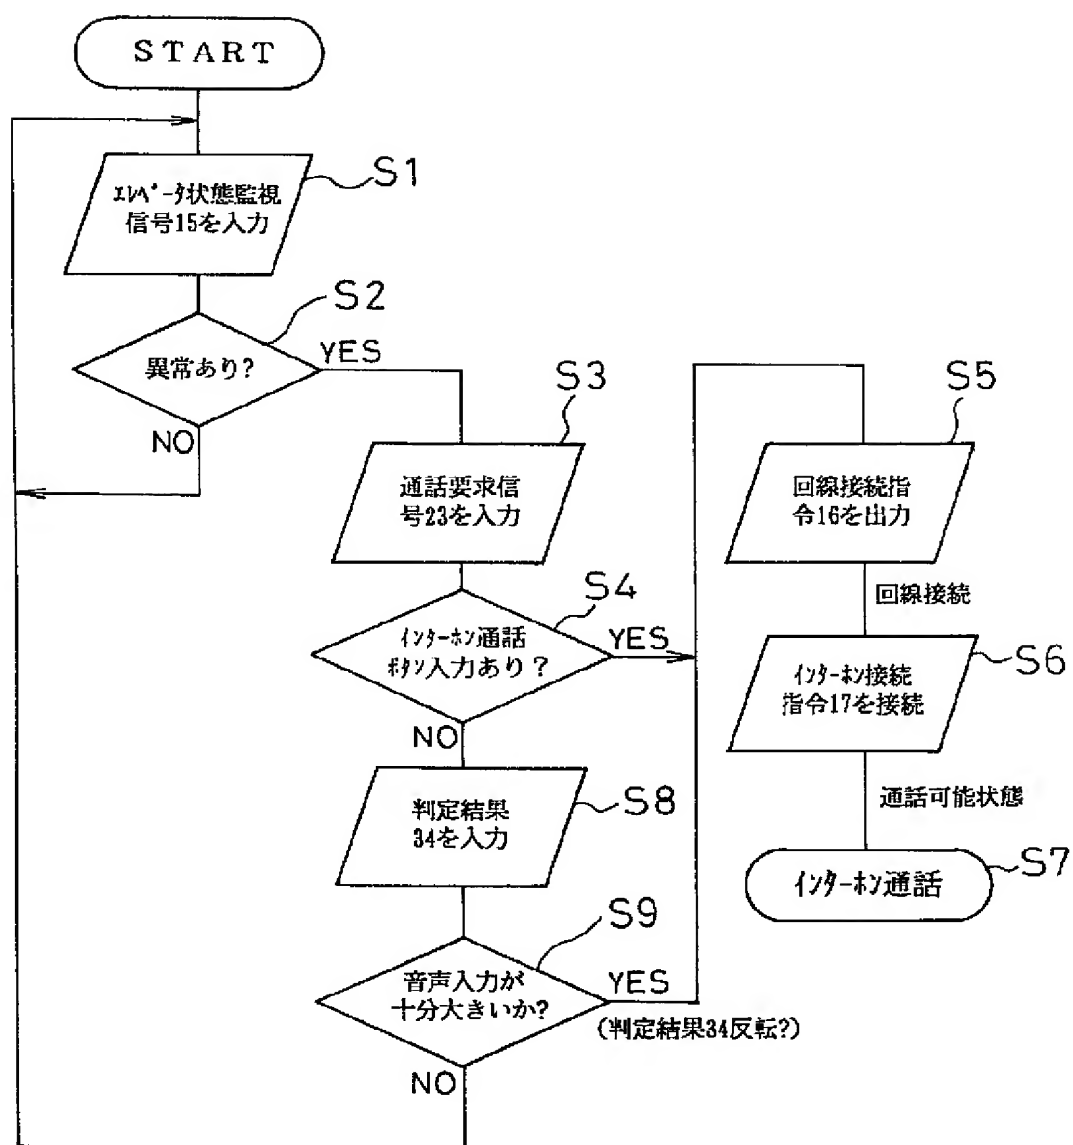 START
S1
ｴﾚﾍﾞｰﾀ状態監視
信号15を入力
S2
異常あり?
YES
NO
S3
通話要求信
号23を入力
S4
ｲﾝﾀｰﾎﾝ通話
ﾎﾞﾀﾝ入力あり?
YES
NO
S8
判定結果
34を入力
S9
音声入力が
十分大きいか?
YES
(判定結果34反転?)
NO
S5
回線接続指
令16を出力
回線接続
S6
ｲﾝﾀｰﾎﾝ接続
指令17を接続
通話可能状態
S7
ｲﾝﾀｰﾎﾝ通話